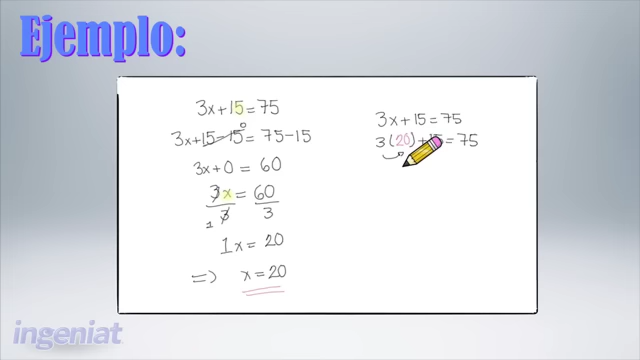 Ejemplo:
3x+15=75
3x+15-15=75-15
0
3x+0=60
3x=60
3 3
1
1x=20
=> x=20
3x+15=75
3(20)+15=75
ingeniat